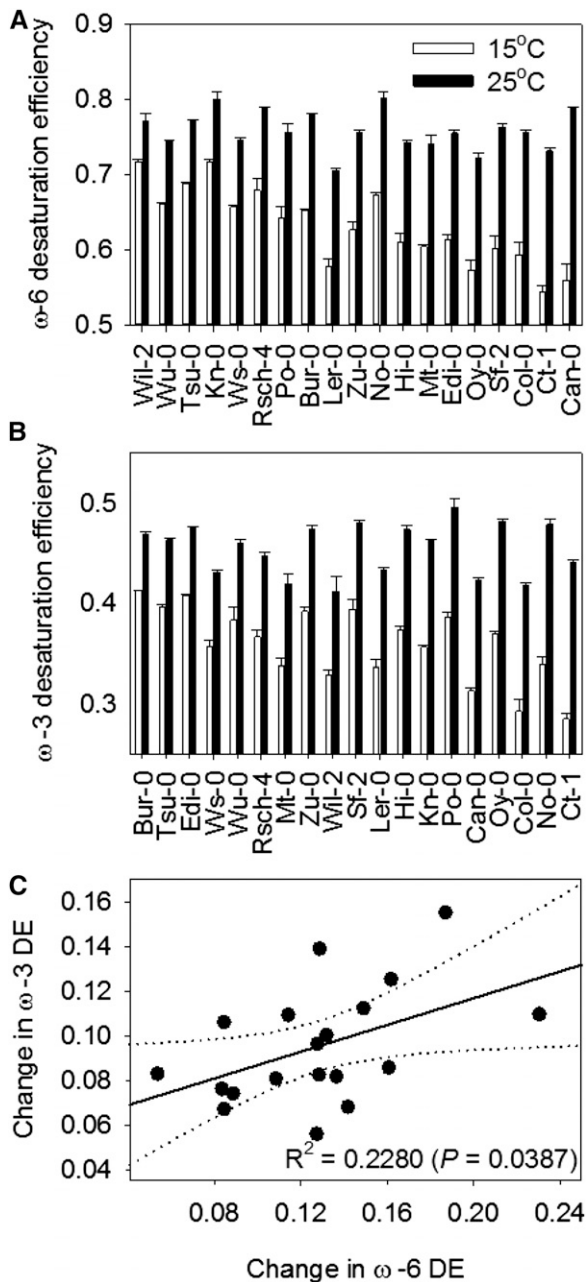 A
0.9
0.8
0.7
0.6
0.5
ω-6 desaturation efficiency
15°C
25°C
Wil-2
Wu-0
Tsu-0
Kn-0
Ws-0
Rsch-4
Po-0
Bur-0
Ler-0
Zu-0
No-0
Hi-0
Mt-0
Edi-0
Oy-0
Sf-2
Col-0
Ct-1
Can-0
B
0.5
0.4
0.3
ω-3 desaturation efficiency
Bur-0
Tsu-0
Edi-0
Ws-0
Wu-0
Rsch-4
Mt-0
Zu-0
Wil-2
Sf-2
Ler-0
Hi-0
Kn-0
Po-0
Can-0
Oy-0
Col-0
No-0
Ct-1
C
0.16
0.14
0.12
0.10
0.08
0.06
0.04
Change in ω-3 DE
R² = 0.2280 (P = 0.0387)
0.08
0.12
0.16
0.20
0.24
Change in ω-6 DE